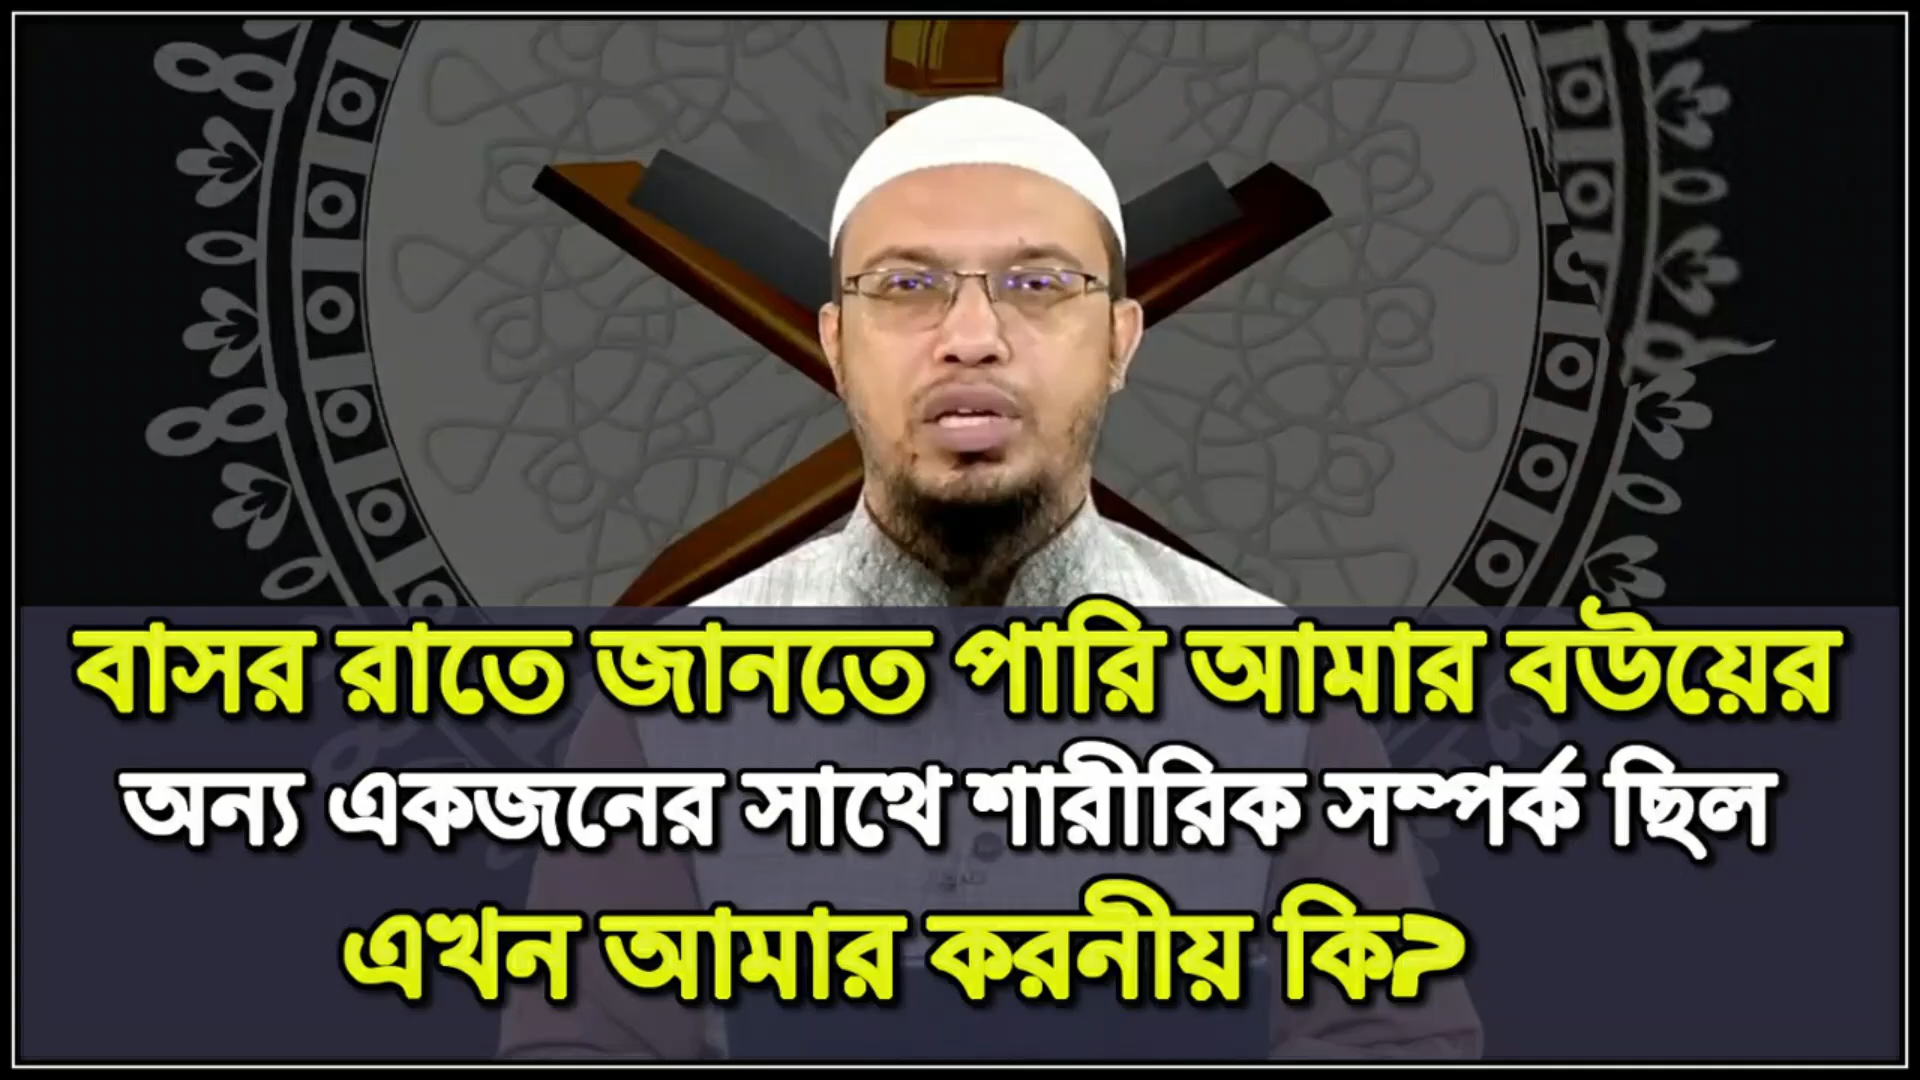 বাসর রাতে জানতে পারি আমার বউয়ের
অন্য একজনের সাথে শারীরিক সম্পর্ক ছিল
এখন আমার করনীয় কি?